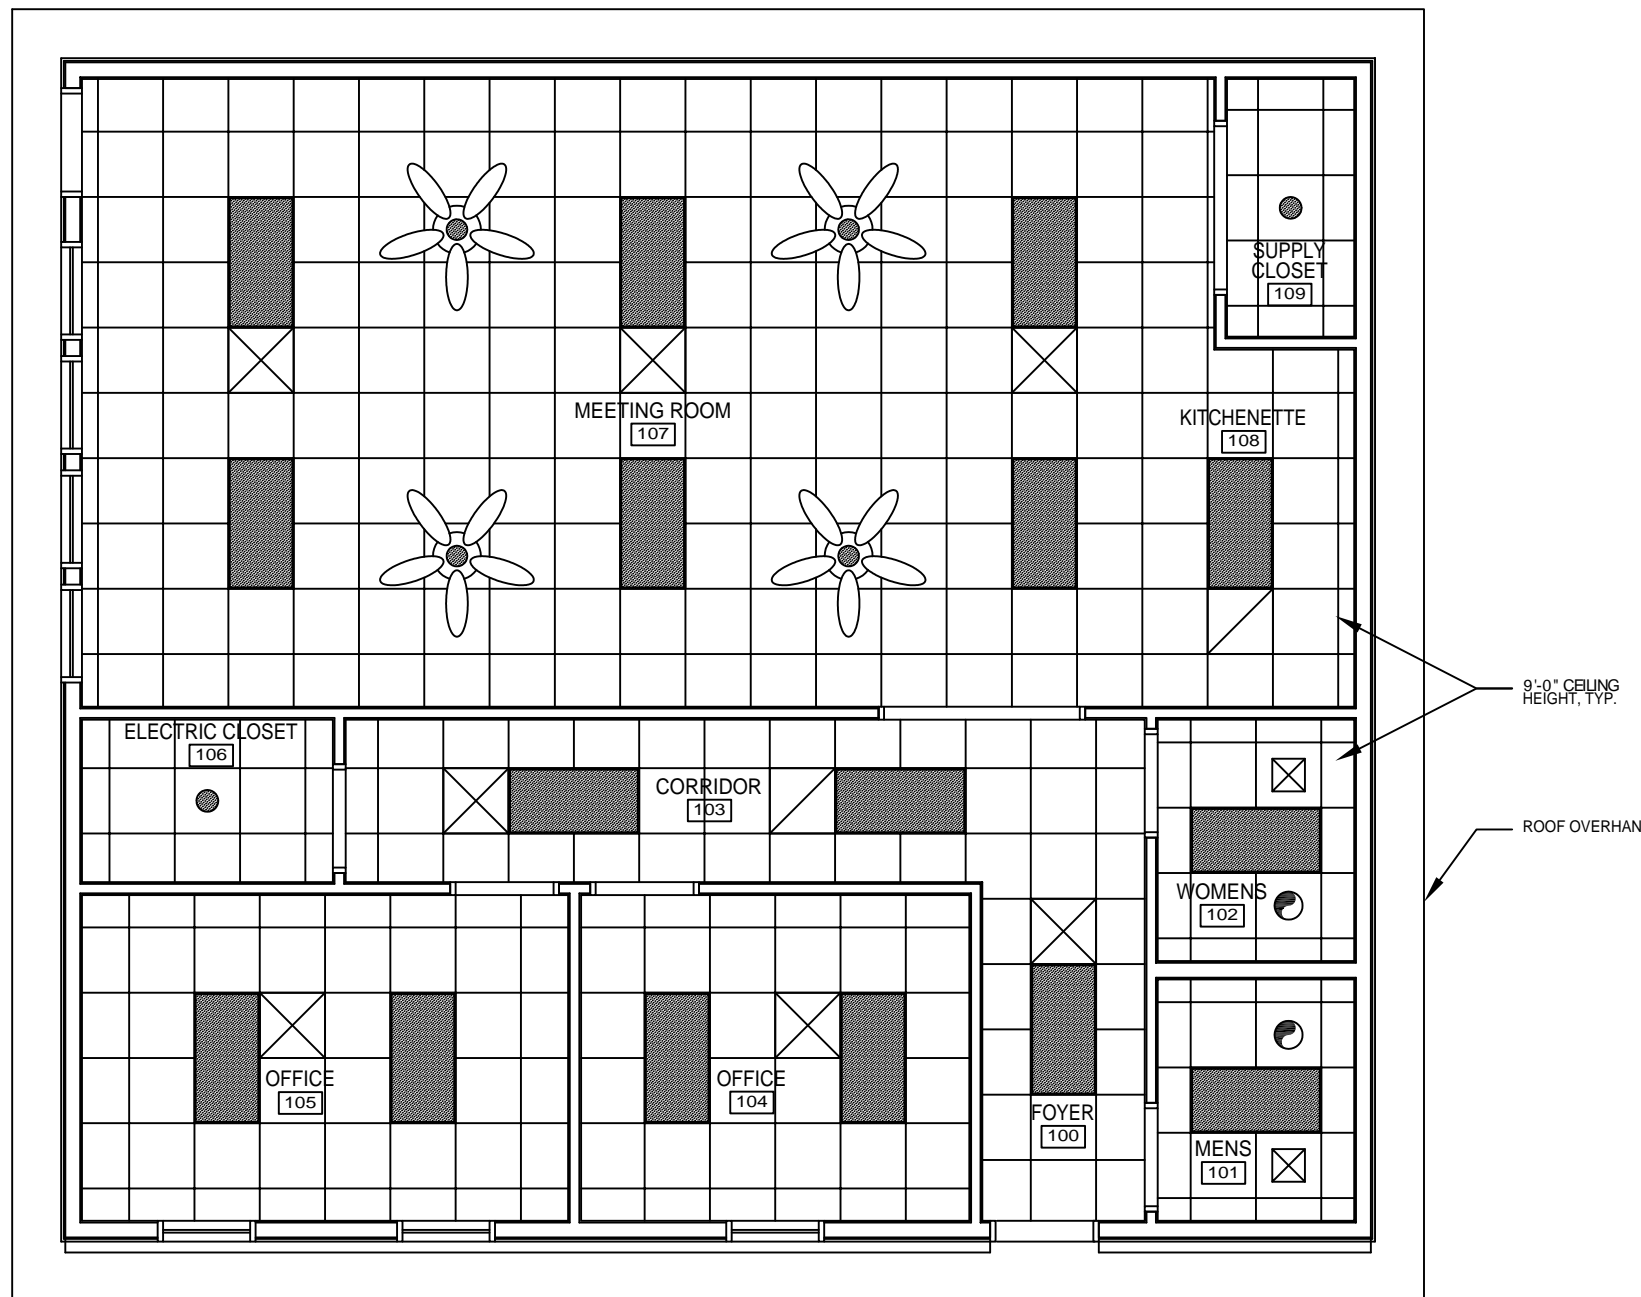 SUPPLY
CLOSET
109
MEETING ROOM
107
KITCHENETTE
108
9'-0" CEILING
HEIGHT, TYP.
ELECTRIC CLOSET
106
CORRIDOR
103
ROOF OVERHAN
WOMENS
102
OFFICE
105
OFFICE
104
FOYER
100
MENS
101